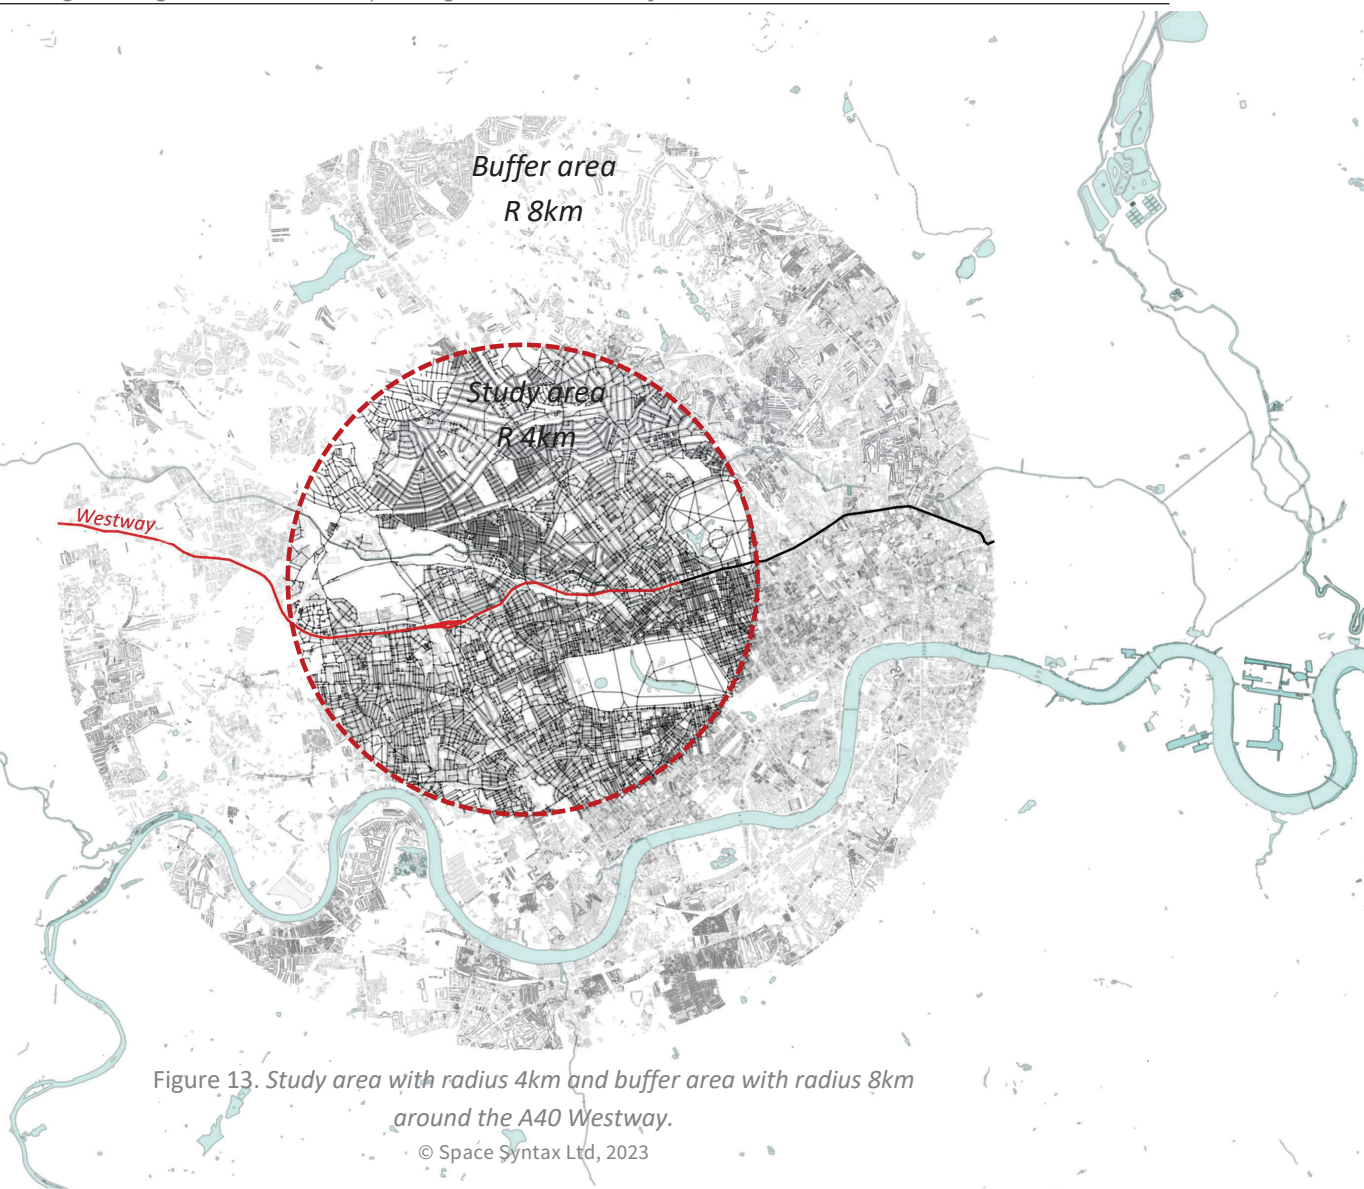 Buffer area
R 8km
Study area
R 4km
Westway
Figure 13. Study area with radius 4km and buffer area with radius 8km
around the A40 Westway.
© Space Syntax Ltd, 2023